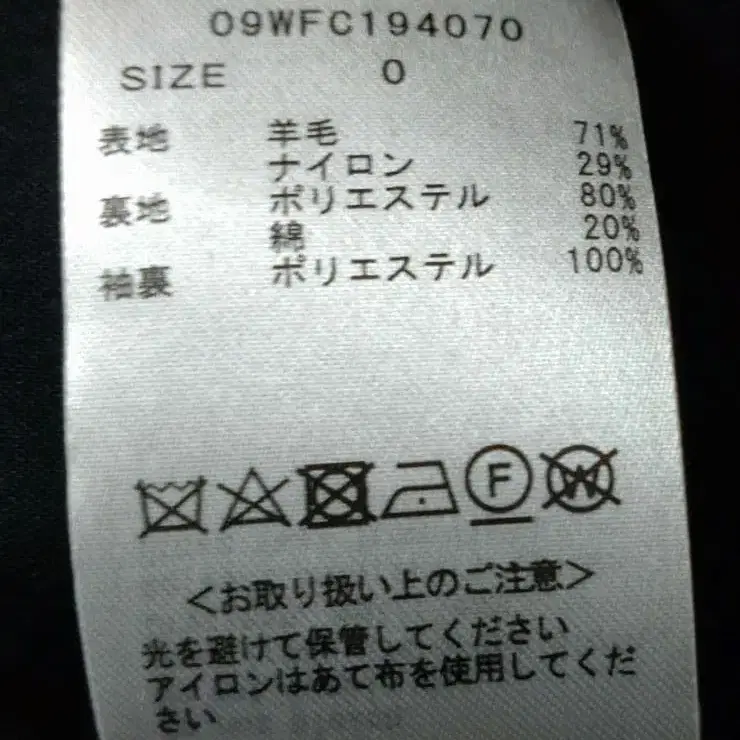 09WFC194070
SIZE 0
表地 羊毛 71%
ナイロン 29%
裏地 ポリエステル 80%
綿 20%
袖裏 ポリエステル 100%
F W
<お取り扱い上のご注意>
光を避けて保管してください
アイロンはあて布を使用してくだ
さい